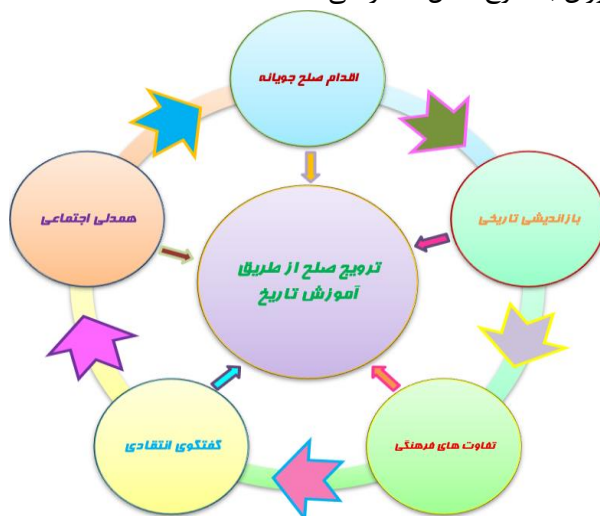 اقدام صلح جویانه
بازاندیشی تاریخی
همدلی اجتماعی
ترویج صلح از طریق
آموزش تاریخ
تفاوت های فرهنگی
گفتگوی انتقادی